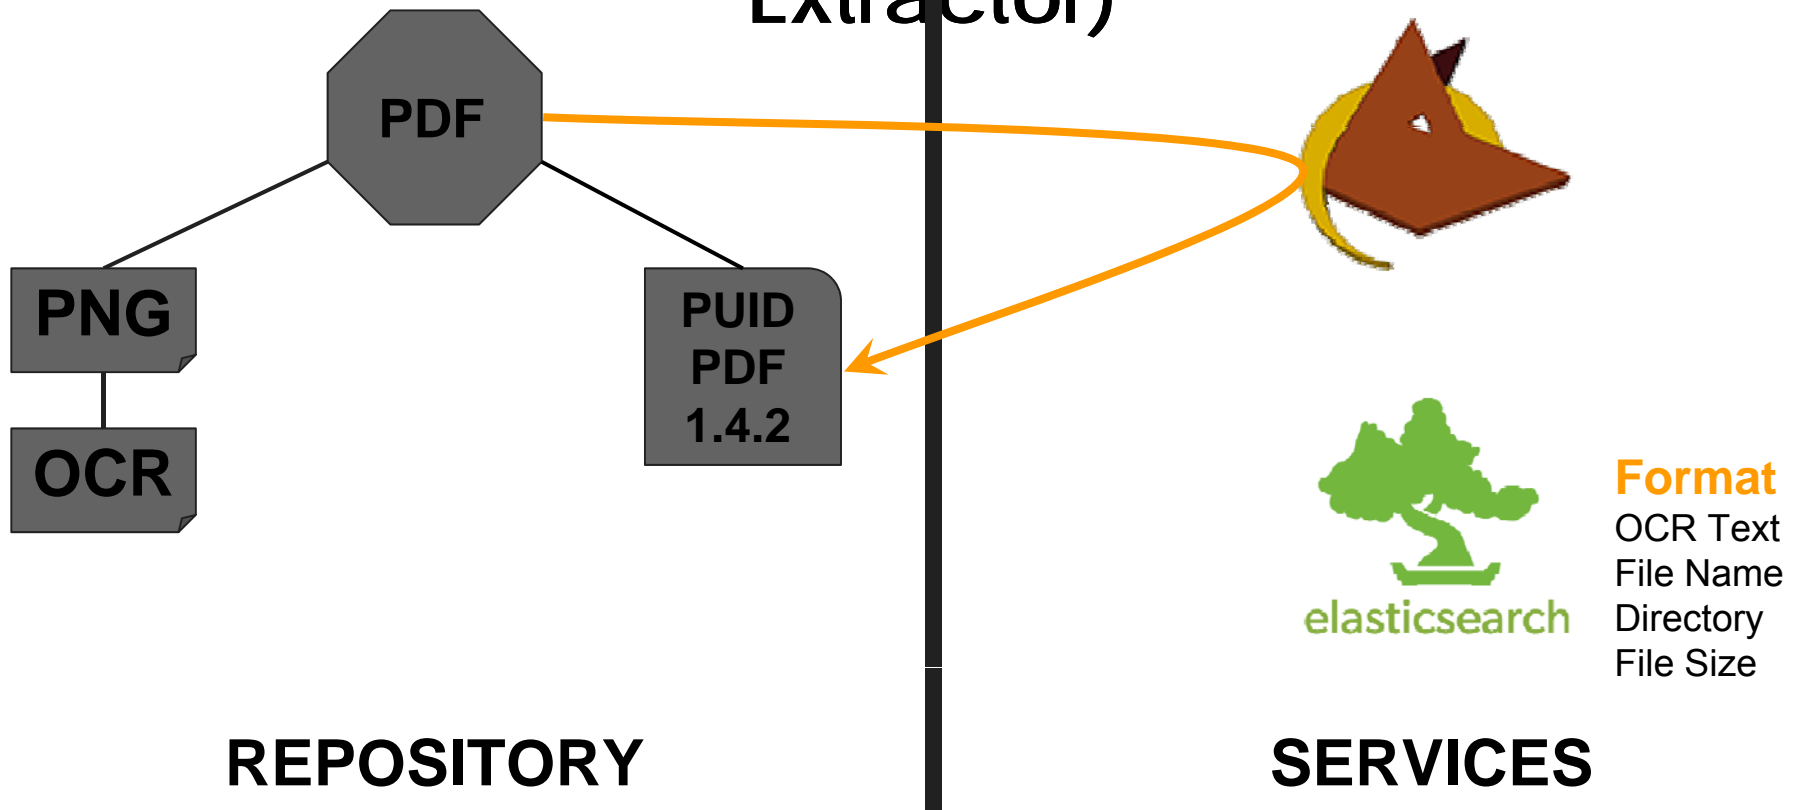 Extractor)
PDF
PNG
OCR
PUID
PDF
1.4.2
elasticsearch
Format
OCR Text
File Name
Directory
File Size
REPOSITORY
SERVICES